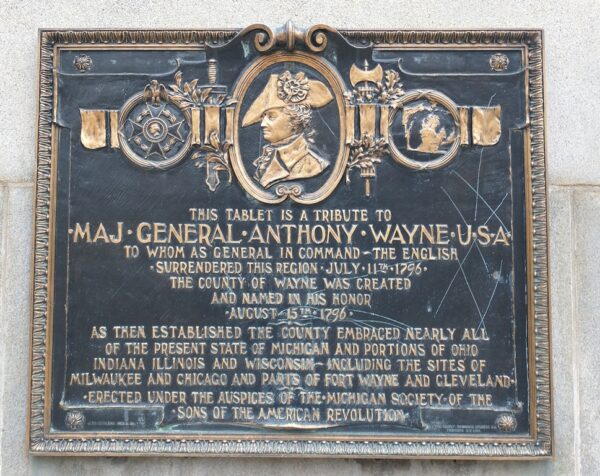 THIS TABLET IS A TRIBUTE TO
·MAJ·GENERAL·ANTHONY·WAYNE·U·S·A·
TO WHOM AS GENERAL IN COMMAND – THE ENGLISH
·SURRENDERED THIS REGION·JULY·11TH·1796·
THE COUNTY OF WAYNE WAS CREATED
AND NAMED IN HIS HONOR
·AUGUST·15TH·1796·
AS THEN ESTABLISHED THE COUNTY EMBRACED NEARLY ALL
OF THE PRESENT STATE OF MICHIGAN AND PORTIONS OF OHIO
INDIANA ILLINOIS AND WISCONSIN – INCLUDING THE SITES OF
MILWAUKEE AND CHICAGO AND PARTS OF FORT WAYNE AND CLEVELAND·
·ERECTED UNDER THE AUSPICES OF THE·MICHIGAN SOCIETY OF THE
·SONS OF THE AMERICAN REVOLUTION·